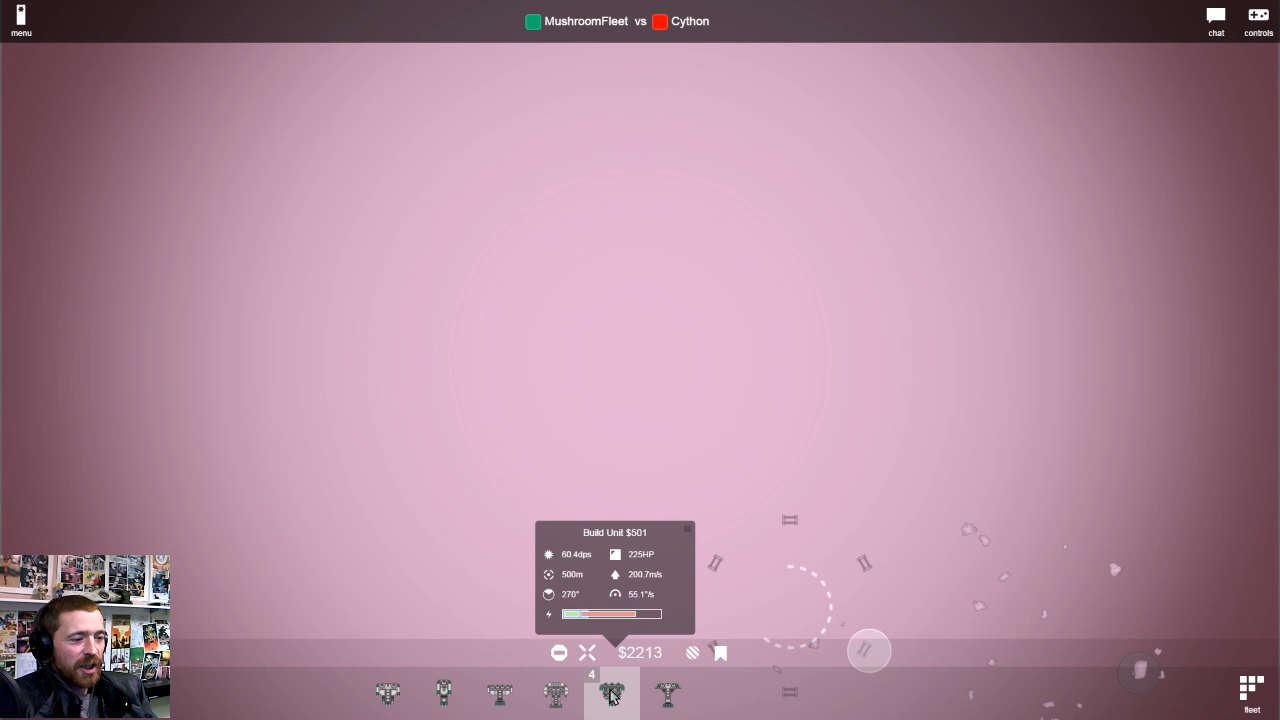 menu
MushroomFleet vs Cython
chat
controls
Build Unit $501
60.4dps 225HP
500m 200.7m/s
270° 55.1°/s
$2213
4
fleet